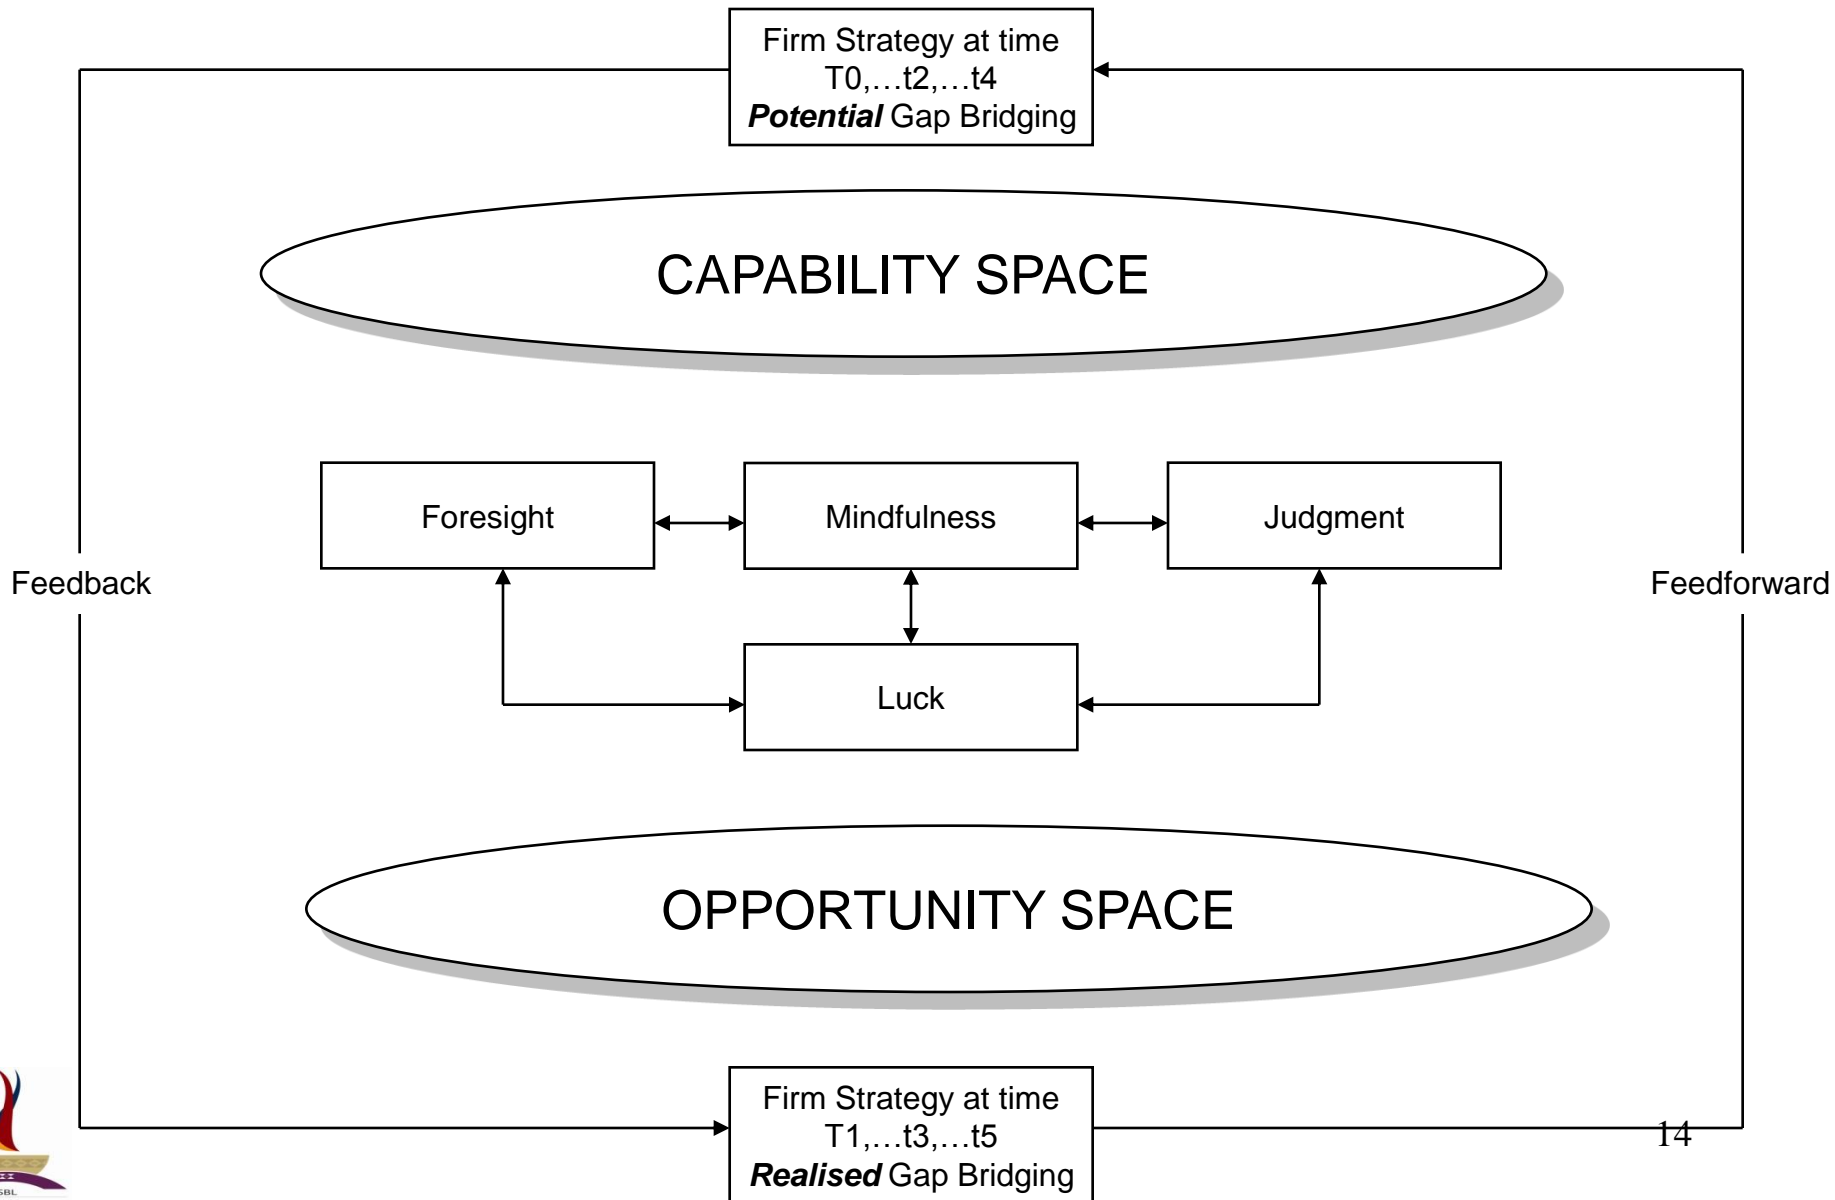 Firm Strategy at time
T0,…t2,…t4
Potential Gap Bridging
CAPABILITY SPACE
Foresight
Mindfulness
Judgment
Feedback
Feedforward
Luck
OPPORTUNITY SPACE
Firm Strategy at time
T1,…t3,…t5
Realised Gap Bridging
14
SBL